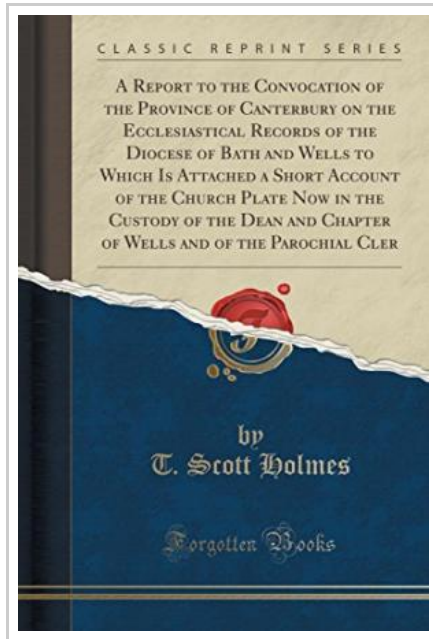 CLASSIC REPRINT SERIES
A Report to the Convocation of
the Province of Canterbury on the
Ecclesiastical Records of the
Diocese of Bath and Wells to
Which Is Attached a Short Account
of the Church Plate Now in the
Custody of the Dean and Chapter
of Wells and of the Parochial Cler
by
T. Scott Holmes
Forgotten Books